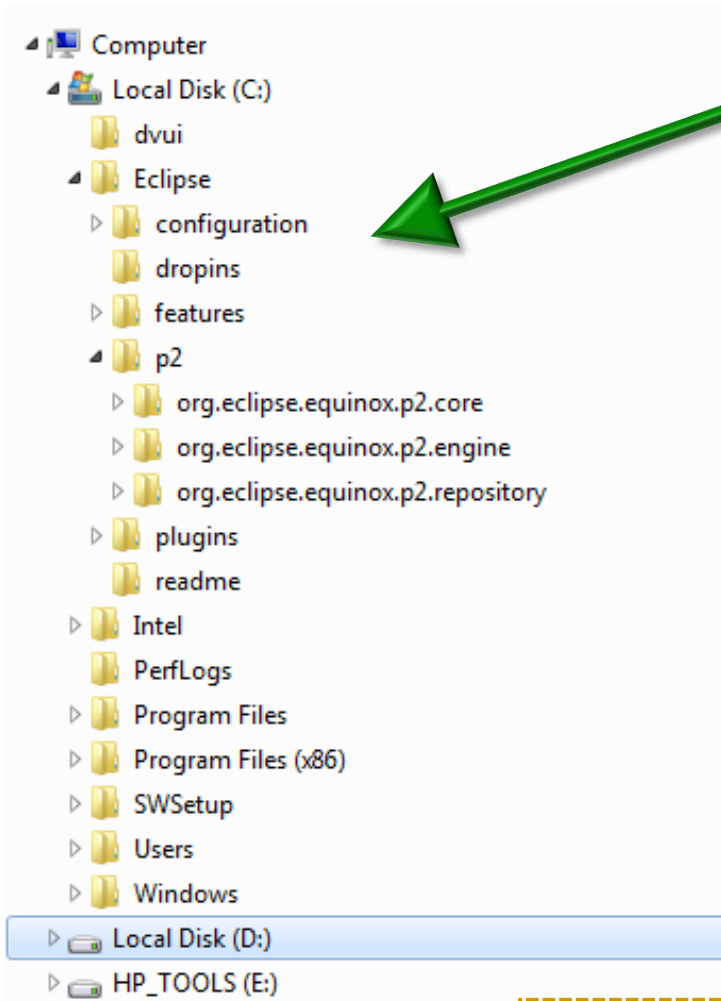 Computer
Local Disk (C:)
dvui
Eclipse
configuration
dropins
features
p2
org.eclipse.equinox.p2.core
org.eclipse.equinox.p2.engine
org.eclipse.equinox.p2.repository
plugins
readme
Intel
PerfLogs
Program Files
Program Files (x86)
SWSetup
Users
Windows
Local Disk (D:)
HP_TOOLS (E:)